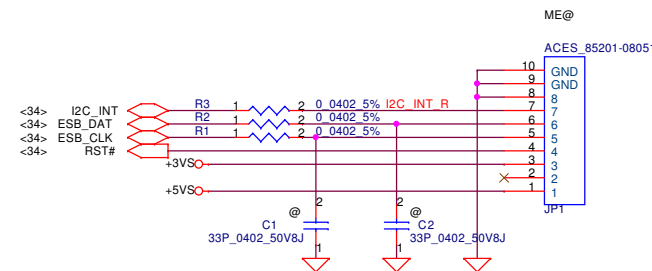 ME@
ACES_85201-08051
10 GND
9 GND
8 8
<34> I2C_INT R3 1 2 0_0402_5% I2C_INT_R 7 7
<34> ESB_DAT R2 1 2 0_0402_5% 6 6
<34> ESB_CLK R1 1 2 0_0402_5% 5 5
<34> RST# 4 4
+3VS 3 3
2 2
+5VS 1 1
JP1
2 2
@ @
C1 C2
33P_0402_50V8J 33P_0402_50V8J
1 1